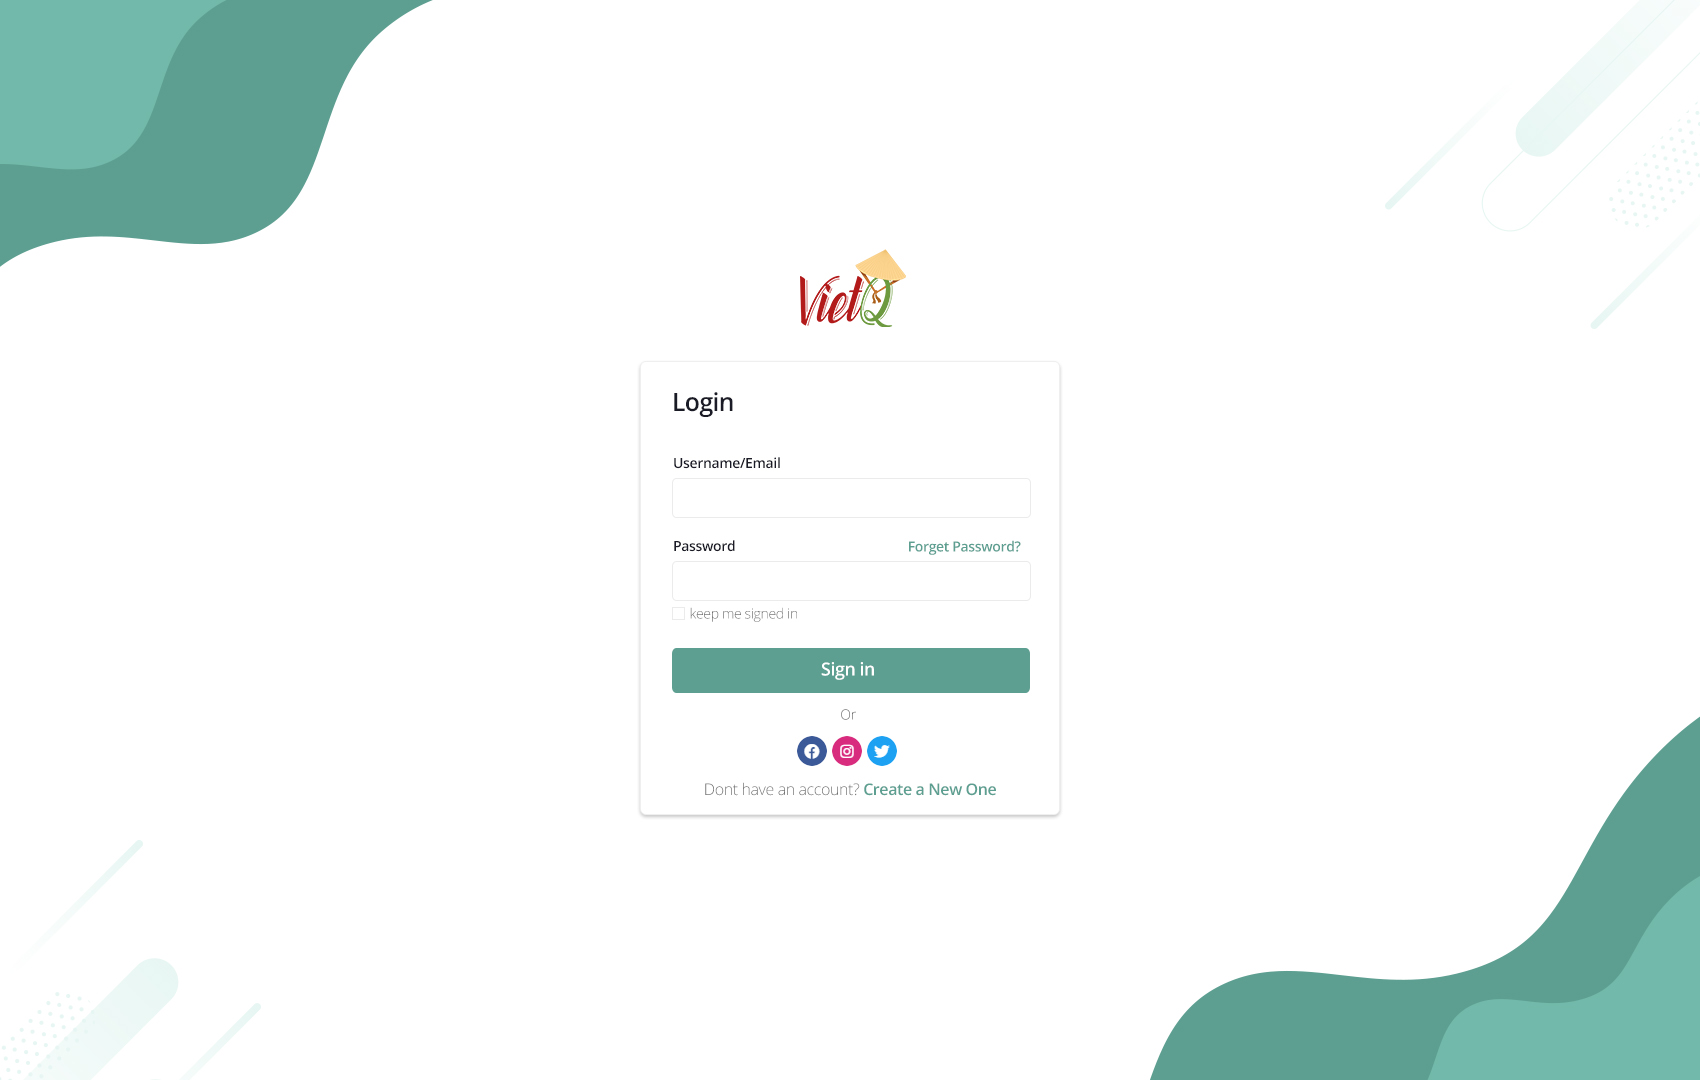 VietQ
Login
Username/Email
Password Forget Password?
keep me signed in
Sign in
Or
Dont have an account? Create a New One